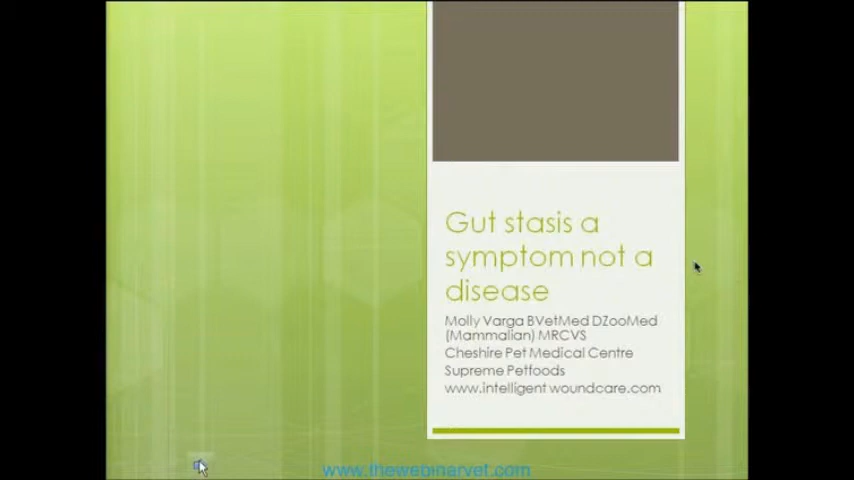 Gut stasis a
symptom not a
disease
Molly Varga BVetMed DZooMed
(Mammalian) MRCVS
Cheshire Pet Medical Centre
Supreme Petfoods
www.intelligent woundcare.com
www.thewebinarvet.com